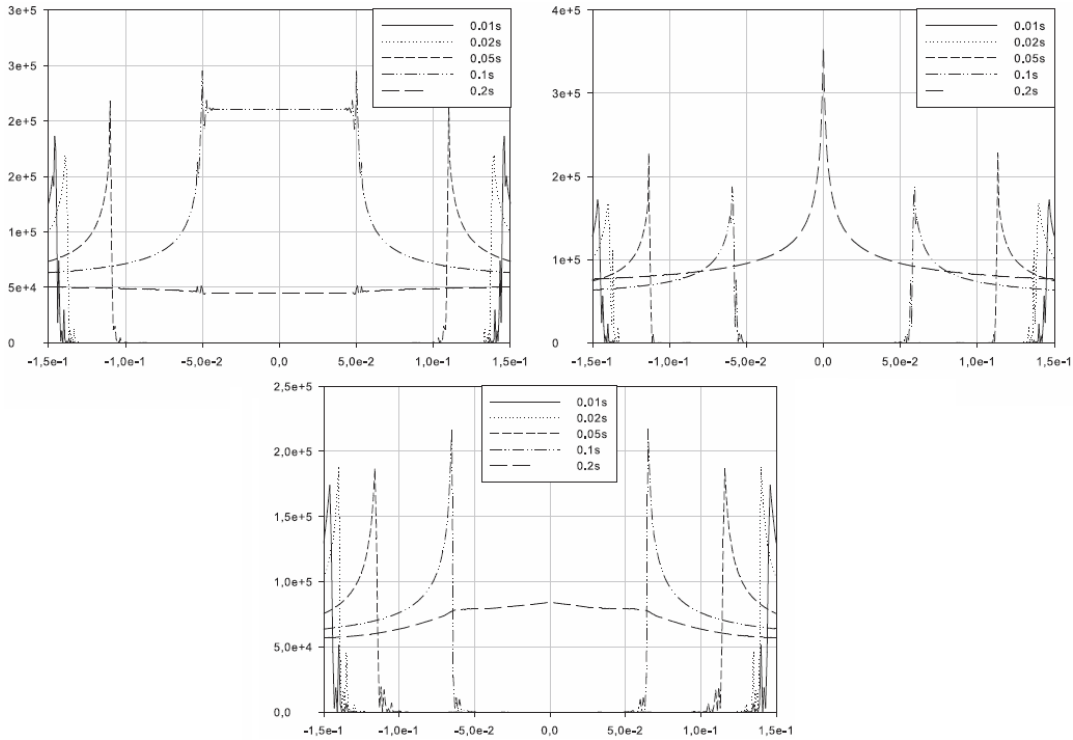 3e+5
3e+5
2e+5
2e+5
1e+5
5e+4
0
-1,5e-1
-1,0e-1
-5,0e-2
0,0
5,0e-2
1,0e-1
1,5e-1
0.01s
0.02s
0.05s
0.1s
0.2s
4e+5
3e+5
2e+5
1e+5
0
-1,5e-1
-1,0e-1
-5,0e-2
0,0
5,0e-2
1,0e-1
1,5e-1
0.01s
0.02s
0.05s
0.1s
0.2s
2,5e+5
2,0e+5
1,5e+5
1,0e+5
5,0e+4
0,0
-1,5e-1
-1,0e-1
-5,0e-2
0,0
5,0e-2
1,0e-1
1,5e-1
0.01s
0.02s
0.05s
0.1s
0.2s